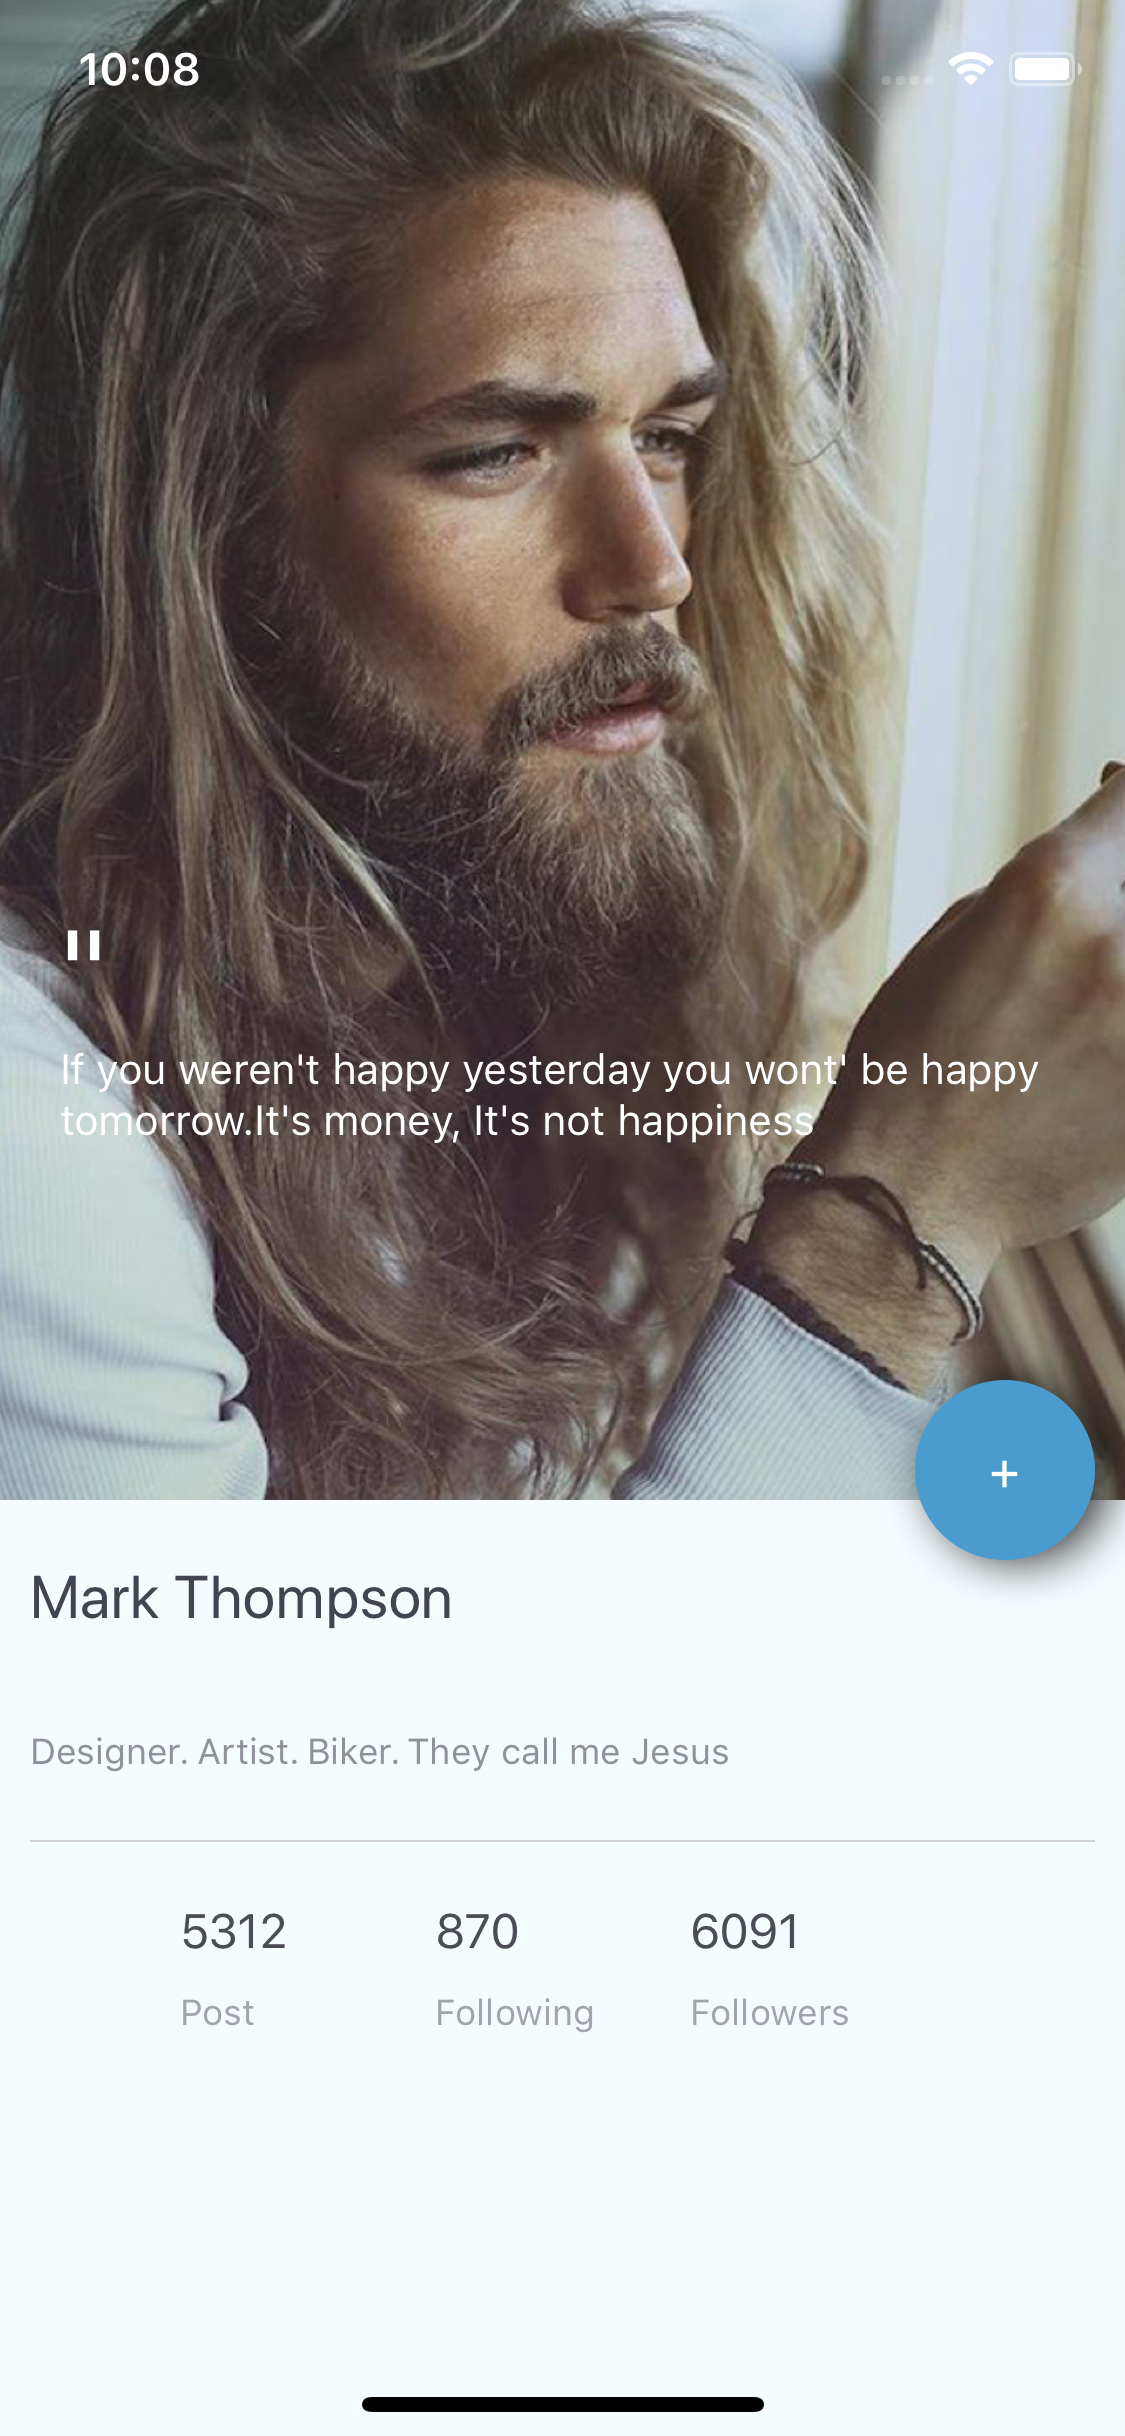 10:08
"
If you weren't happy yesterday you wont' be happy
tomorrow.It's money, It's not happiness
+
Mark Thompson
Designer. Artist. Biker. They call me Jesus
5312 870 6091
Post Following Followers